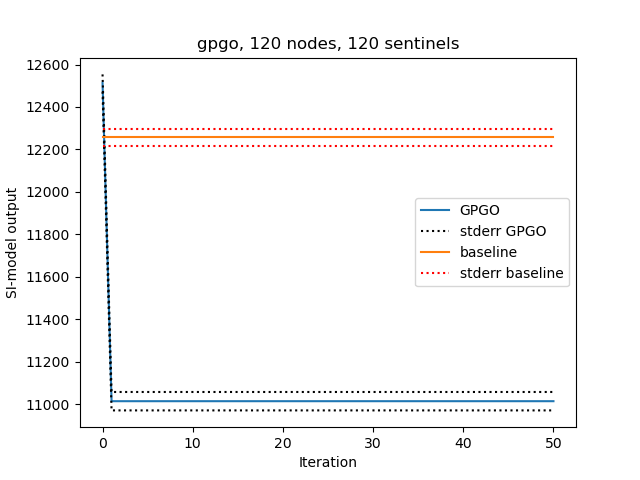 gpgo, 120 nodes, 120 sentinels
12600
12400
12200
12000
11800
11600
11400
11200
11000
SI-model output
GPGO
stderr GPGO
baseline
stderr baseline
0
10
20
30
40
50
Iteration